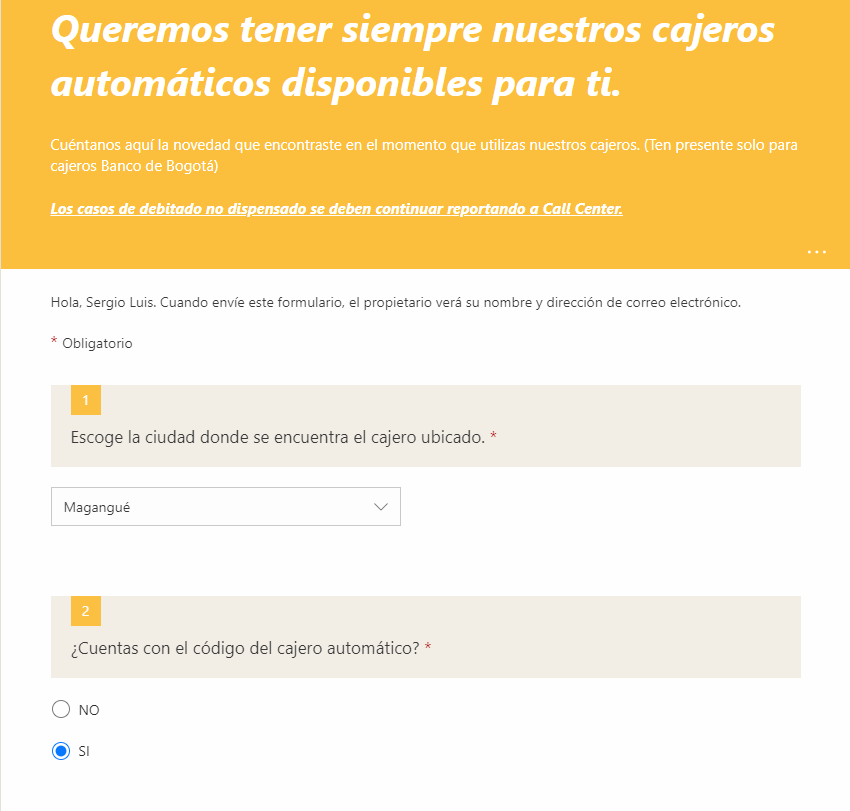 Queremos tener siempre nuestros cajeros
automáticos disponibles para ti.
Cuéntanos aquí la novedad que encontraste en el momento que utilizas nuestros cajeros. (Ten presente solo para
cajeros Banco de Bogotá)
Los casos de debitado no dispensado se deben continuar reportando a Call Center.
...
Hola, Sergio Luis. Cuando envíe este formulario, el propietario verá su nombre y dirección de correo electrónico.
* Obligatorio
1
Escoge la ciudad donde se encuentra el cajero ubicado. *
Magangué
2
¿Cuentas con el código del cajero automático? *
NO
SI